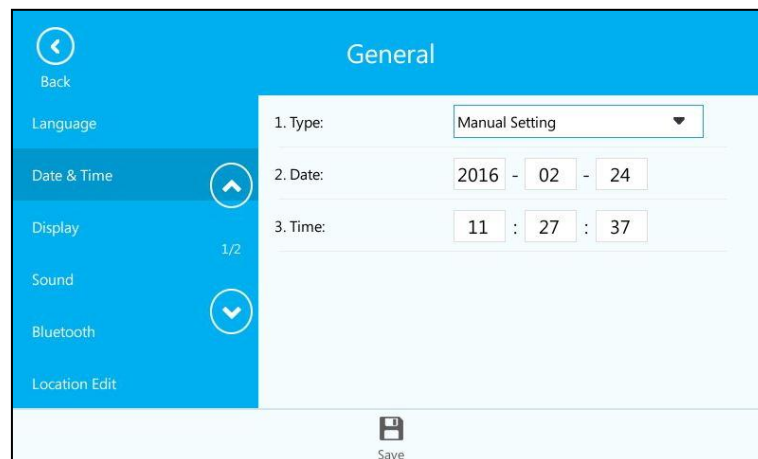 General
Back
Language
Date & Time
Display
1/2
Sound
Bluetooth
Location Edit
1. Type: Manual Setting
2. Date: 2016 - 02 - 24
3. Time: 11 : 27 : 37
Save